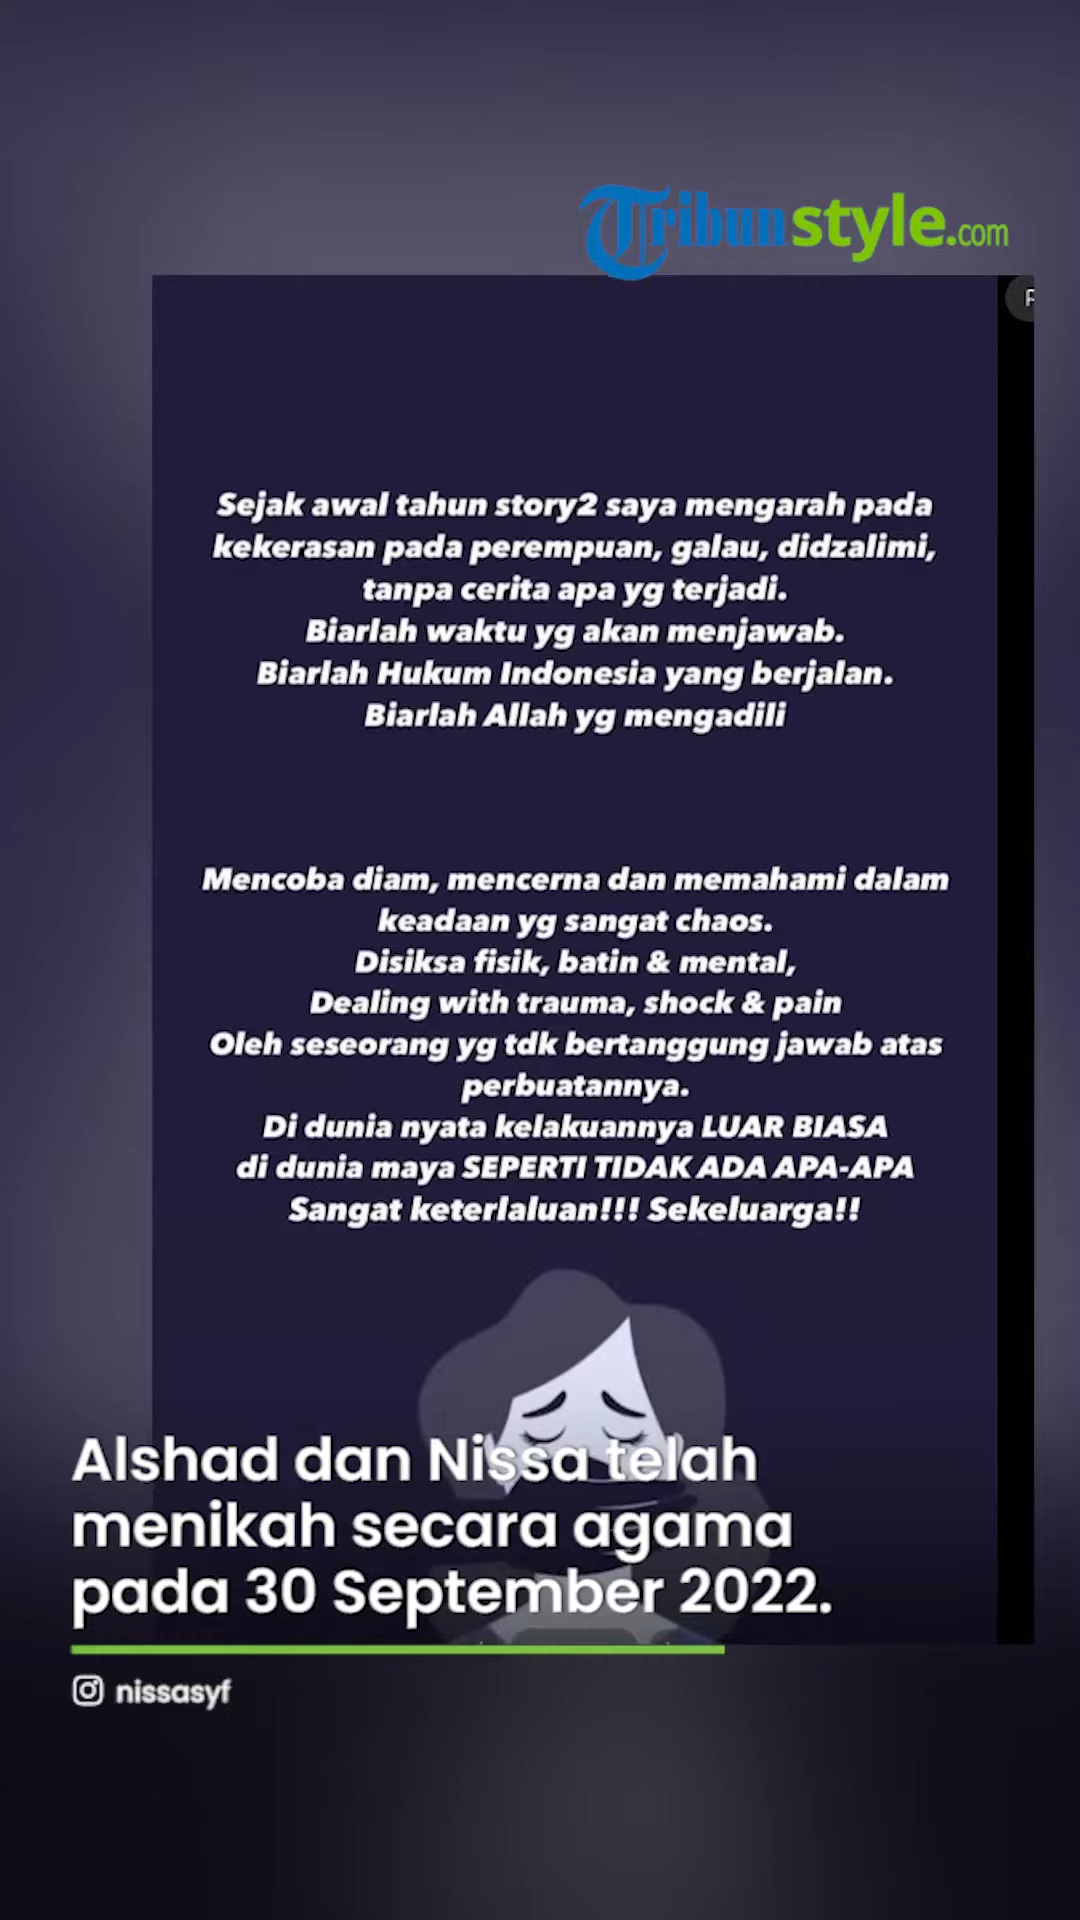 Tribunstyle.com
Sejak awal tahun story2 saya mengarah pada
kekerasan pada perempuan, galau, didzalimi,
tanpa cerita apa yg terjadi.
Biarlah waktu yg akan menjawab.
Biarlah Hukum Indonesia yang berjalan.
Biarlah Allah yg mengadili
Mencoba diam, mencerna dan memahami dalam
keadaan yg sangat chaos.
Disiksa fisik, batin & mental,
Dealing with trauma, shock & pain
Oleh seseorang yg tdk bertanggung jawab atas
perbuatannya.
Di dunia nyata kelakuannya LUAR BIASA
di dunia maya SEPERTI TIDAK ADA APA-APA
Sangat keterlaluan!!! Sekeluarga!!
Alshad dan Nissa telah
menikah secara agama
pada 30 September 2022.
nissasyf